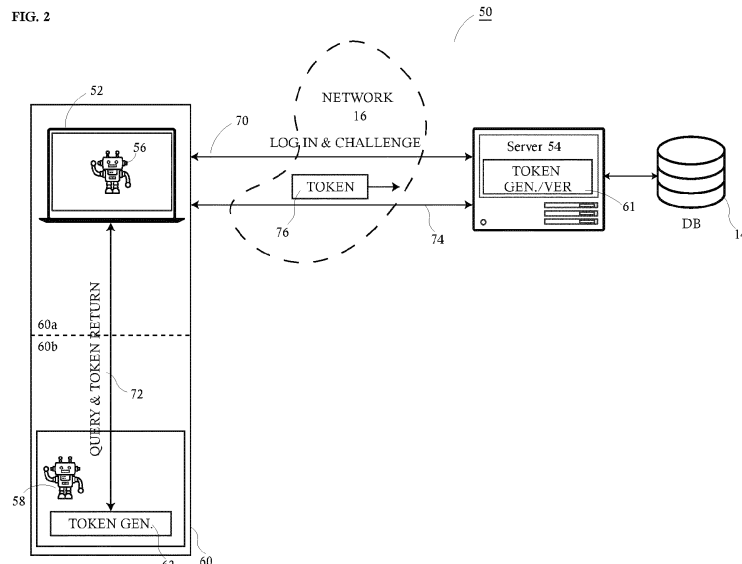 FIG. 2
50
52
NETWORK
16
70
LOG IN & CHALLENGE
56
Server 54
TOKEN
GEN./VER
TOKEN
61
76
74
DB
60a
60b
QUERY & TOKEN RETURN
72
58
TOKEN GEN.
60